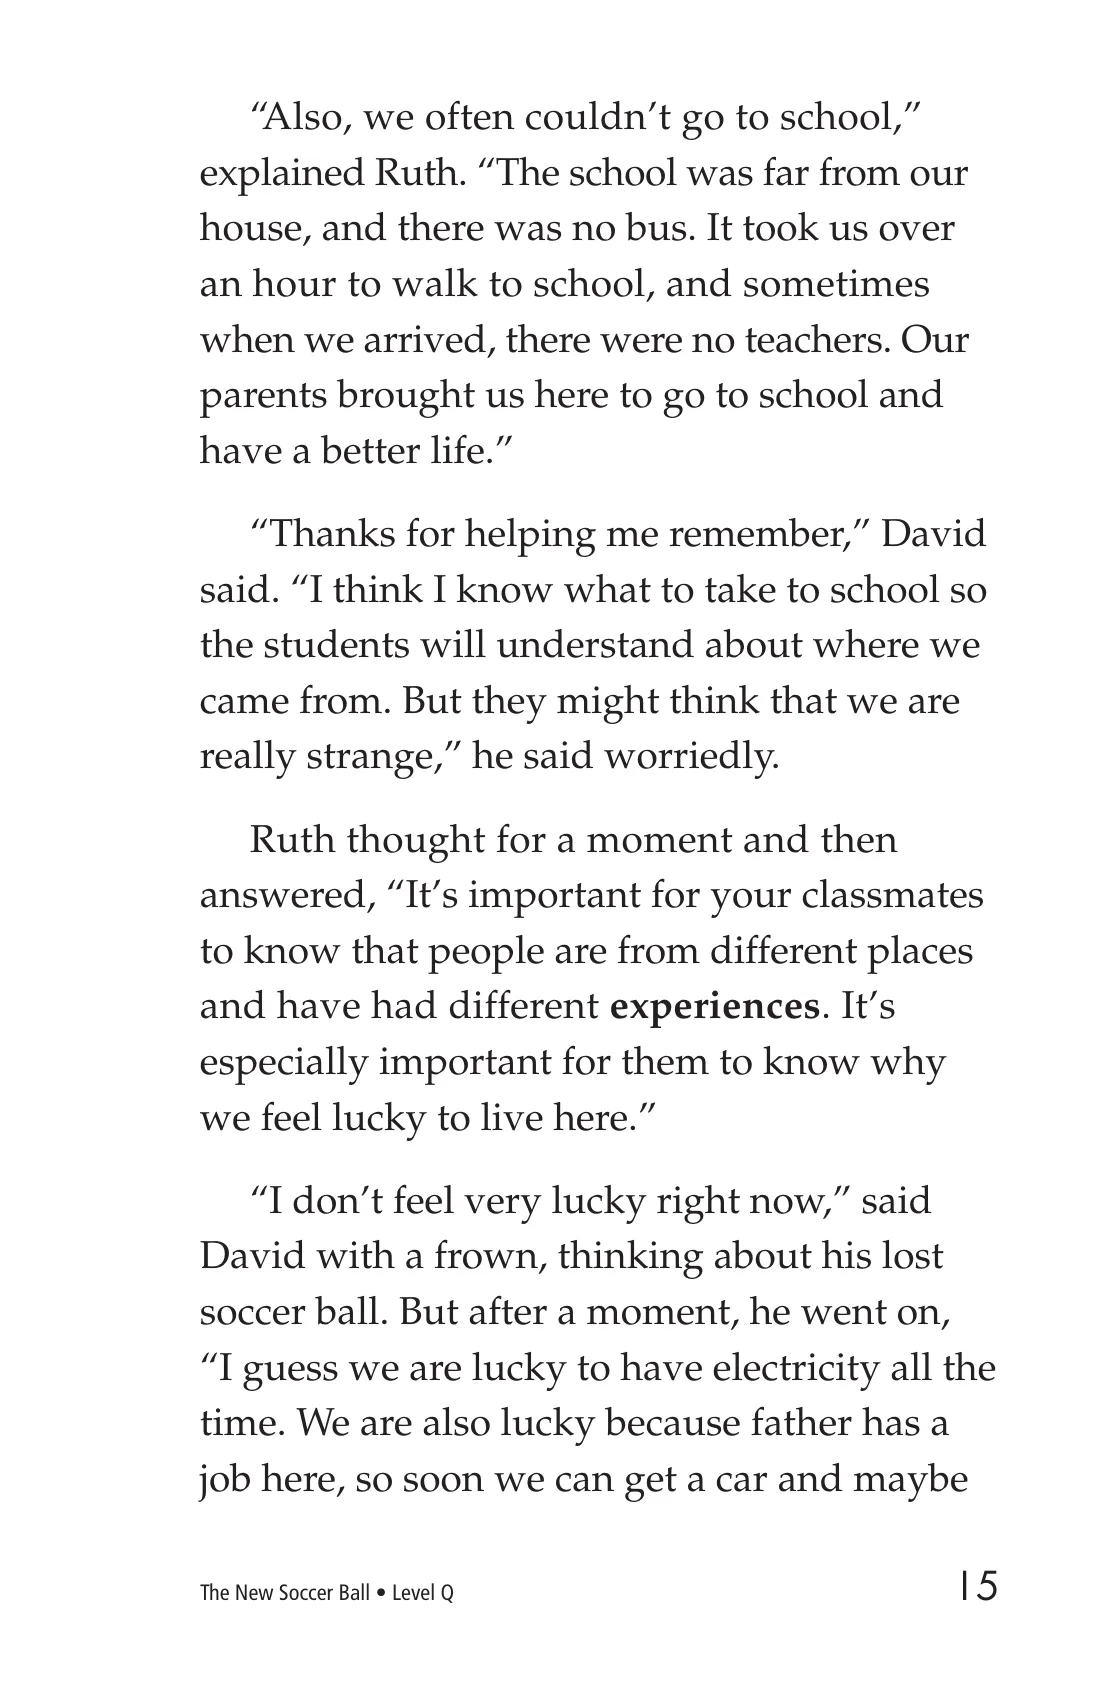 “Also, we often couldn’t go to school,”
explained Ruth. “The school was far from our
house, and there was no bus. It took us over
an hour to walk to school, and sometimes
when we arrived, there were no teachers. Our
parents brought us here to go to school and
have a better life.”
“Thanks for helping me remember,” David
said. “I think I know what to take to school so
the students will understand about where we
came from. But they might think that we are
really strange,” he said worriedly.
Ruth thought for a moment and then
answered, “It’s important for your classmates
to know that people are from different places
and have had different experiences. It’s
especially important for them to know why
we feel lucky to live here.”
“I don’t feel very lucky right now,” said
David with a frown, thinking about his lost
soccer ball. But after a moment, he went on,
“I guess we are lucky to have electricity all the
time. We are also lucky because father has a
job here, so soon we can get a car and maybe
The New Soccer Ball • Level Q 15